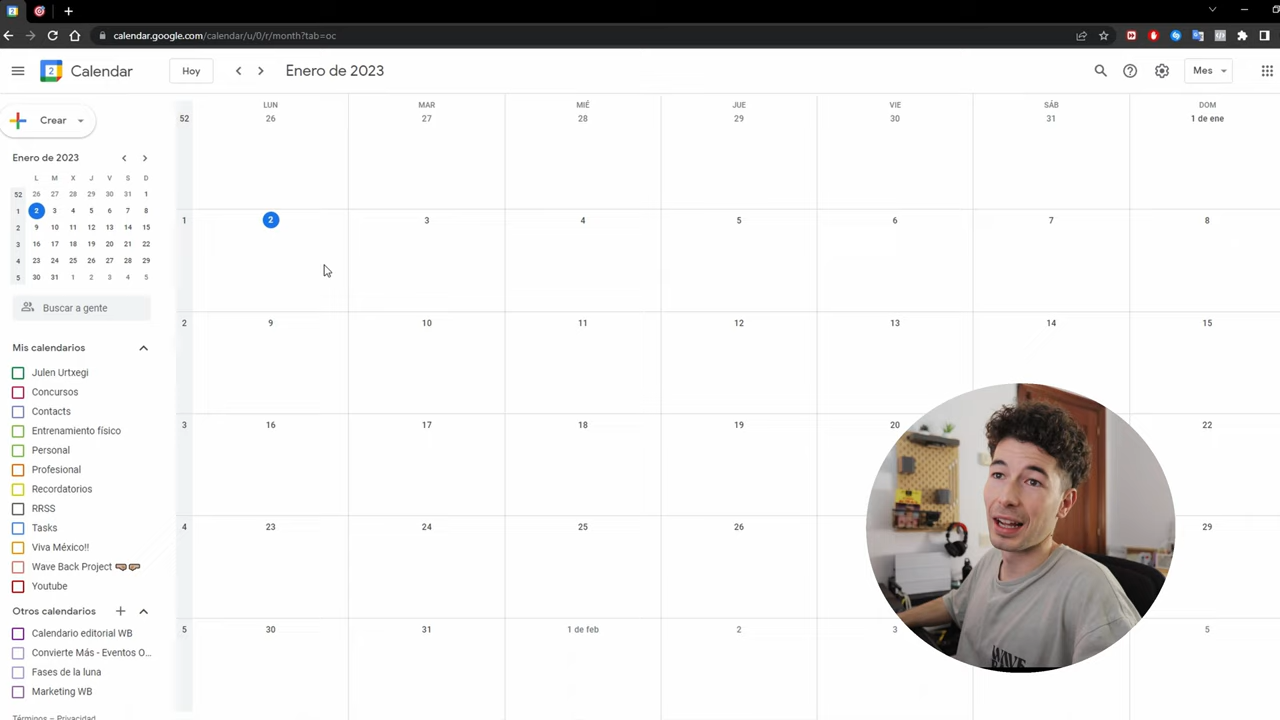 calendar.google.com/calendar/u/0/r/month?tab=oc
2 Calendar Hoy Enero de 2023 Mes
Crear
Enero de 2023
L M X J V S D
52 26 27 28 29 30 31 1
1 2 3 4 5 6 7 8
2 9 10 11 12 13 14 15
3 16 17 18 19 20 21 22
4 23 24 25 26 27 28 29
5 30 31 1 2 3 4 5
Buscar a gente
Mis calendarios
Julen Urtxegi
Concursos
Contacts
Entrenamiento físico
Personal
Profesional
Recordatorios
RRSS
Tasks
Viva México!!
Wave Back Project
Youtube
Otros calendarios
Calendario editorial WB
Convierte Más - Eventos O...
Fases de la luna
Marketing WB
Términos – Privacidad
LUN MAR MIÉ JUE VIE SÁB DOM
52 26 27 28 29 30 31 1 de ene
1 2 3 4 5 6 7 8
2 9 10 11 12 13 14 15
3 16 17 18 19 20 22
4 23 24 25 26 29
5 30 31 1 de feb 2 3 5
WAVE